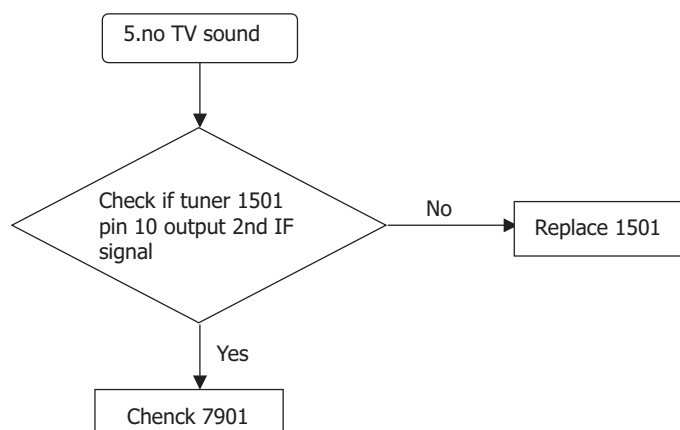 5.no TV sound
Check if tuner 1501
pin 10 output 2nd IF
signal
No
Replace 1501
Yes
Chenck 7901